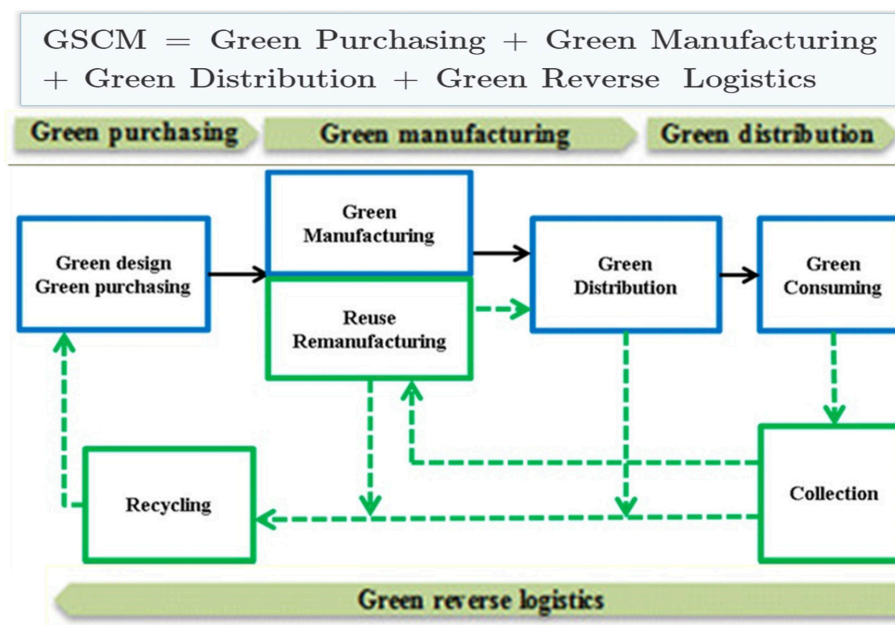 GSCM = Green Purchasing + Green Manufacturing
+ Green Distribution + Green Reverse Logistics
Green purchasing
Green manufacturing
Green distribution
Green design
Green purchasing
Green
Manufacturing
Reuse
Remanufacturing
Green
Distribution
Green
Consuming
Recycling
Collection
Green reverse logistics